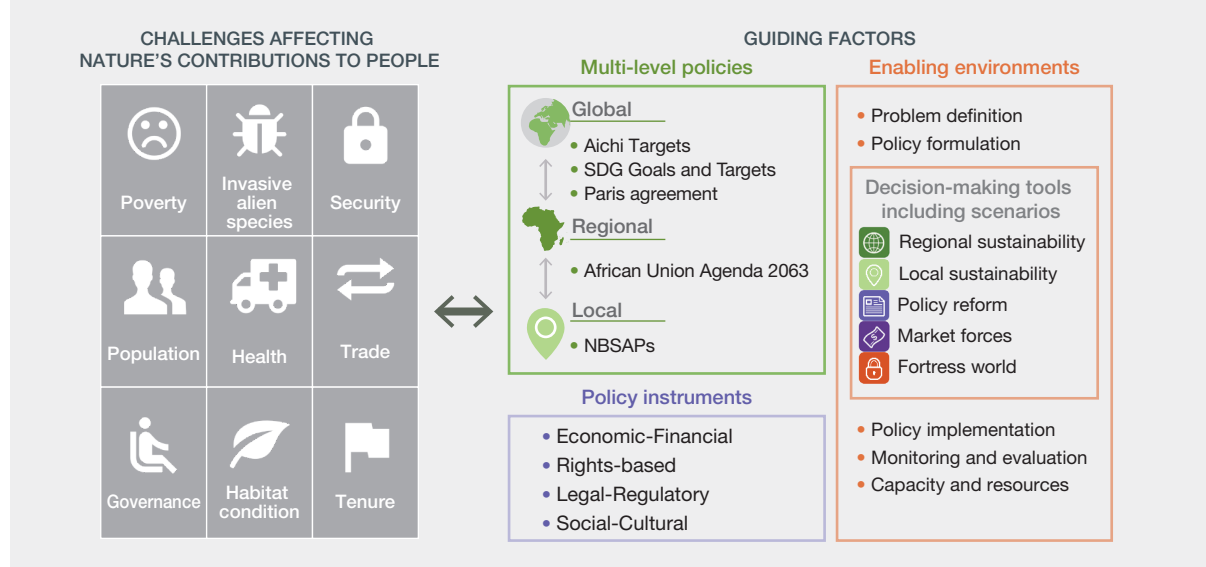 CHALLENGES AFFECTING
NATURE'S CONTRIBUTIONS TO PEOPLE
Poverty
Invasive
alien
species
Security
Population
Health
Trade
Governance
Habitat
condition
Tenure
GUIDING FACTORS
Multi-level policies
Global
• Aichi Targets
• SDG Goals and Targets
• Paris agreement
Regional
• African Union Agenda 2063
Local
• NBSAPs
Policy instruments
• Economic-Financial
• Rights-based
• Legal-Regulatory
• Social-Cultural
Enabling environments
• Problem definition
• Policy formulation
Decision-making tools
including scenarios
Regional sustainability
Local sustainability
Policy reform
Market forces
Fortress world
• Policy implementation
• Monitoring and evaluation
• Capacity and resources